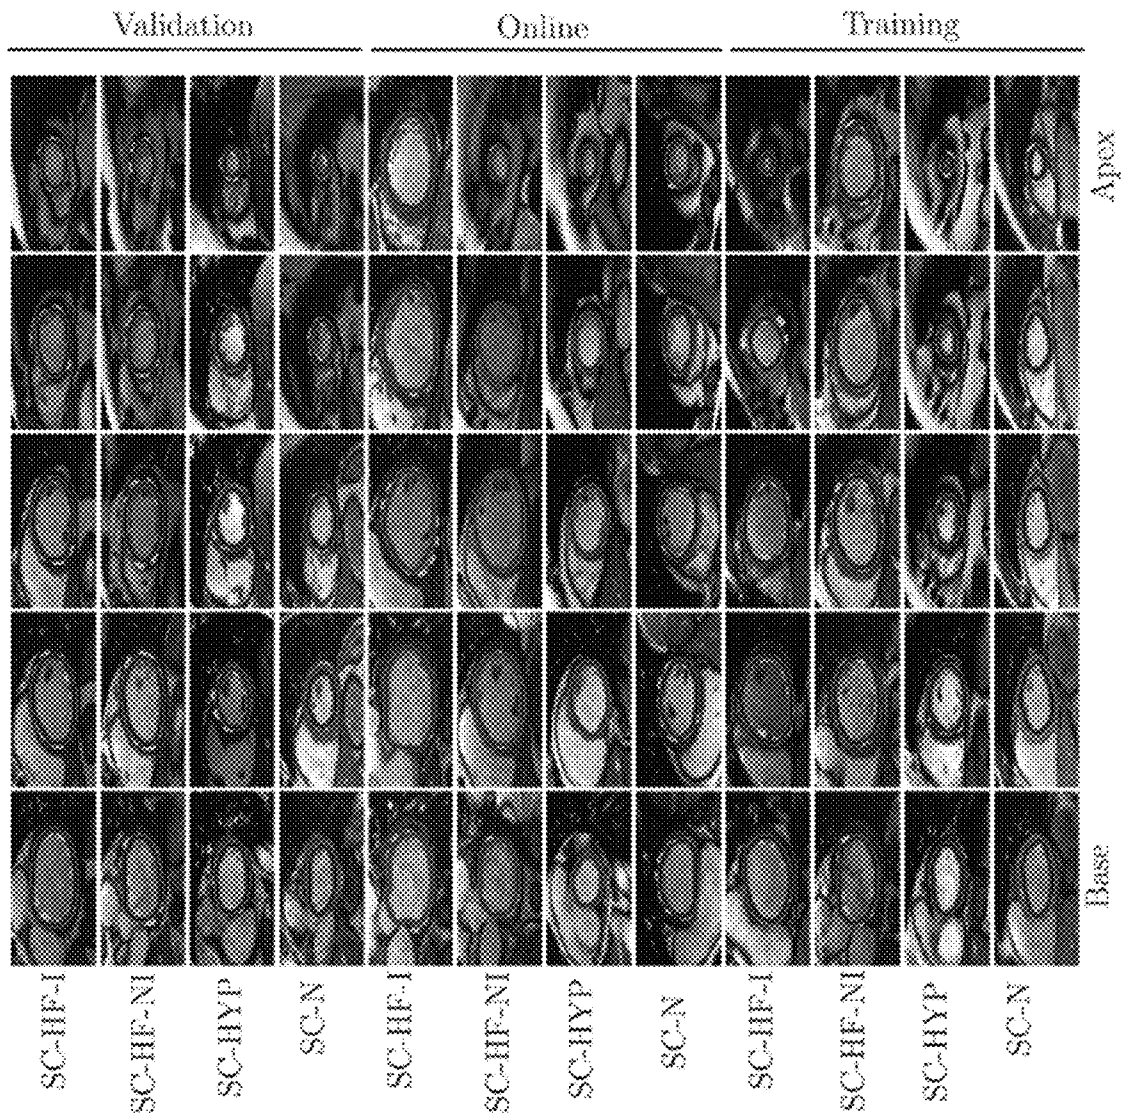 Validation Online Training
Apex
Base
SC-HF-I SC-HF-NI SC-HYP SC-N SC-HF-I SC-HF-NI SC-HYP SC-N SC-HF-I SC-HF-NI SC-HYP SC-N